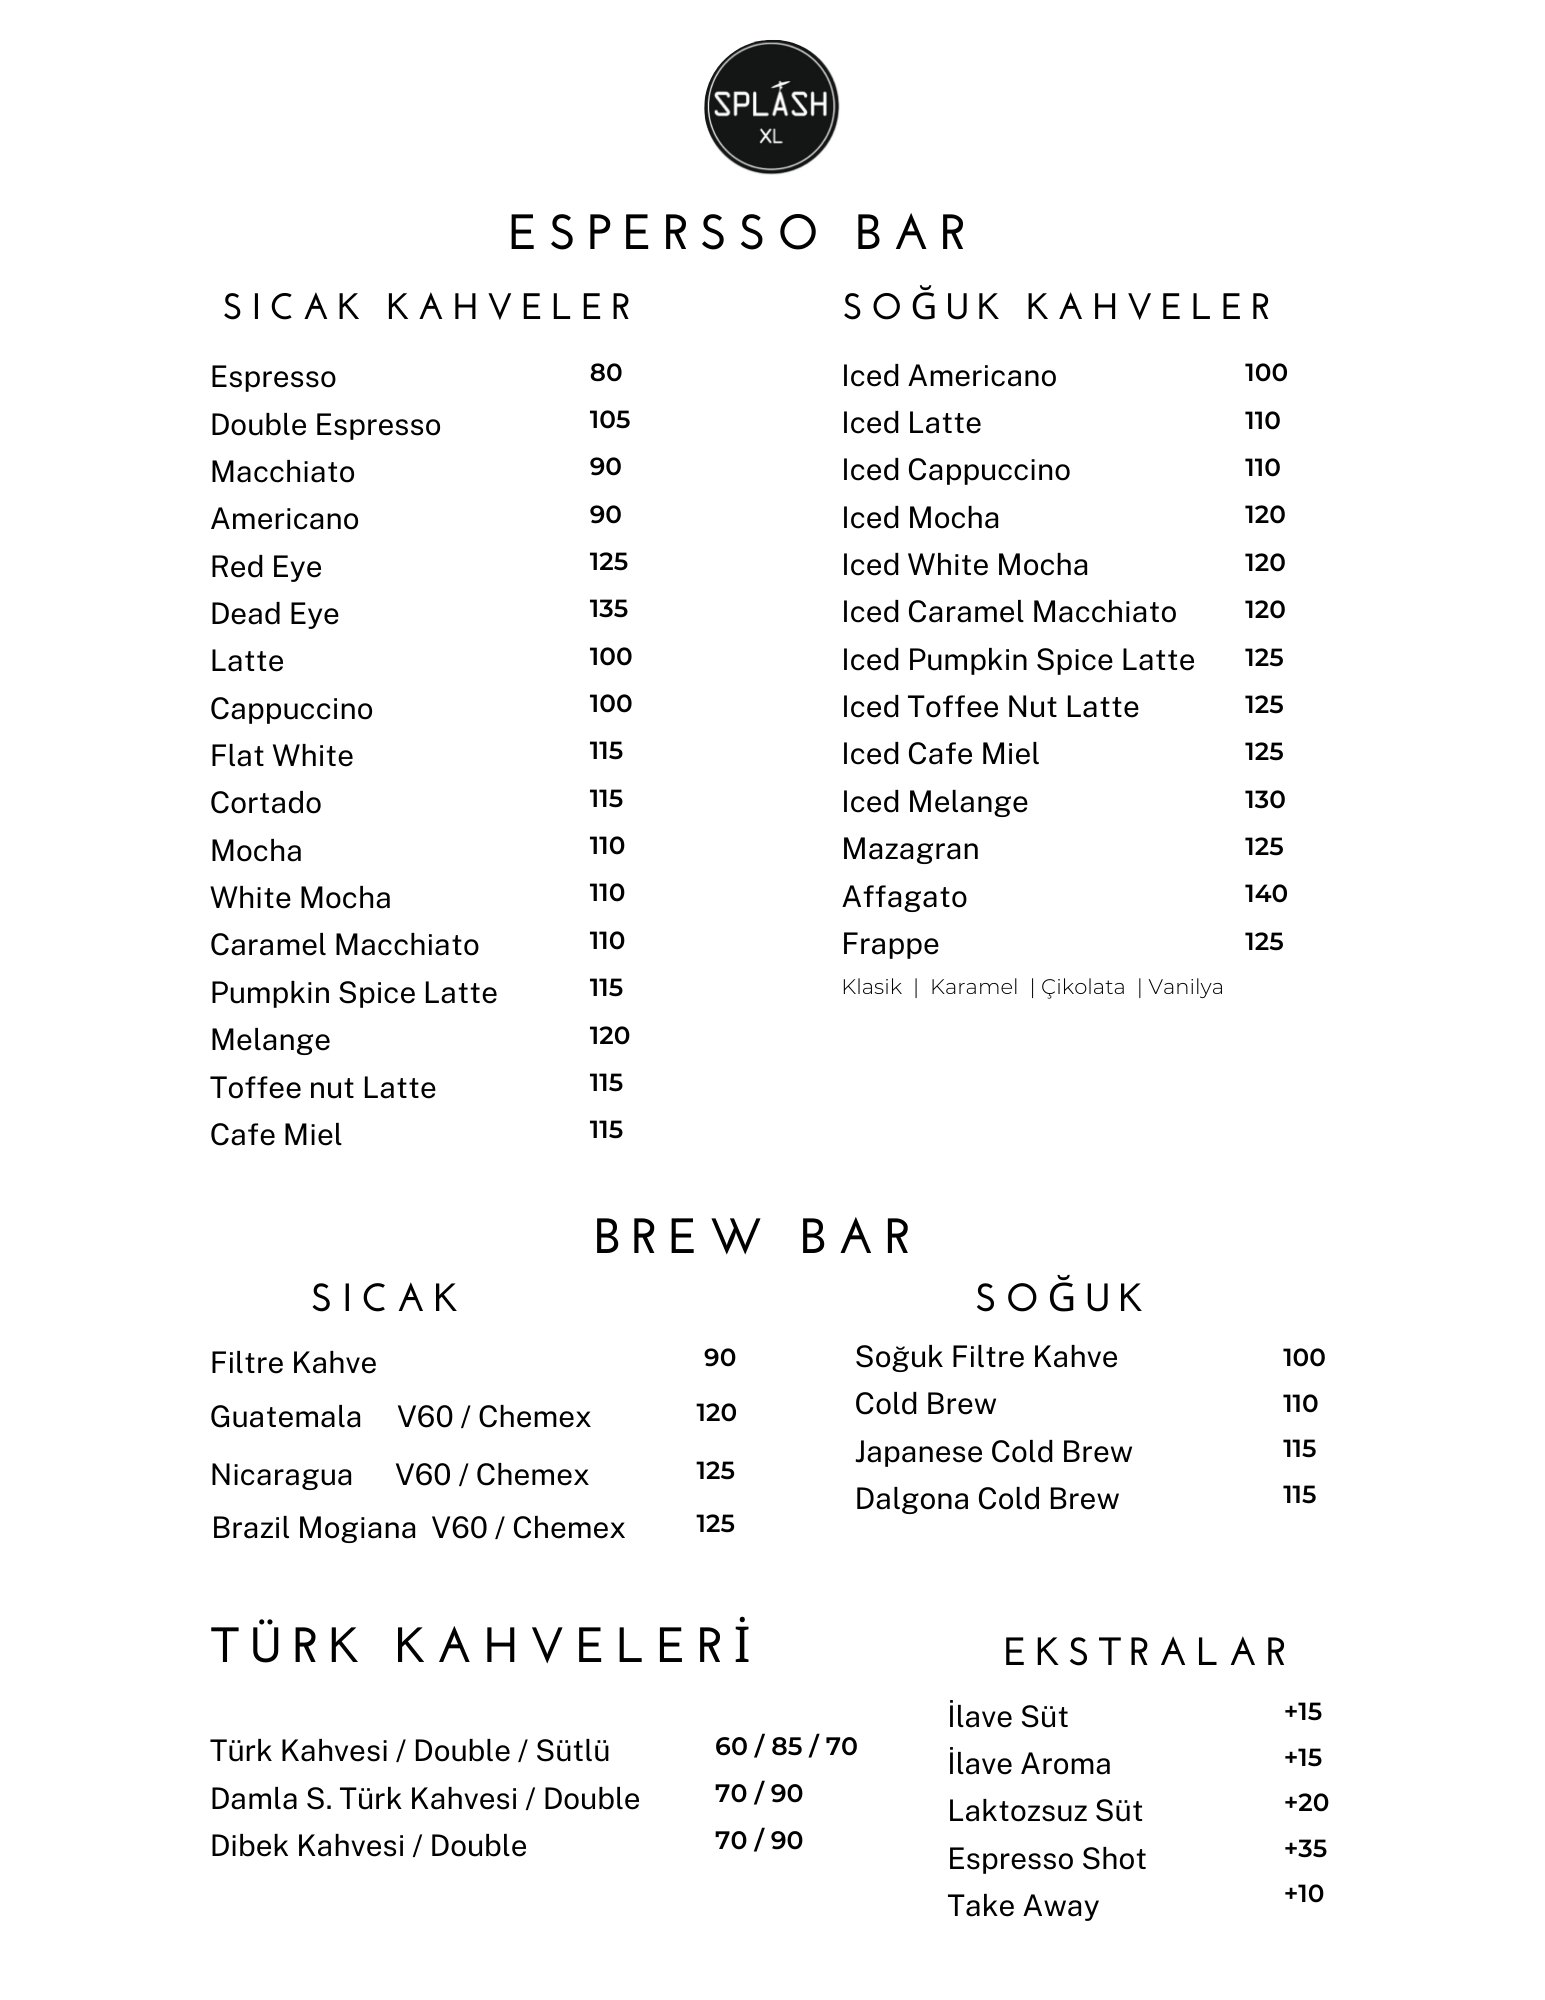 SPLASH
XL
ESPERSSO BAR
SICAK KAHVELER
Espresso 80
Double Espresso 105
Macchiato 90
Americano 90
Red Eye 125
Dead Eye 135
Latte 100
Cappuccino 100
Flat White 115
Cortado 115
Mocha 110
White Mocha 110
Caramel Macchiato 110
Pumpkin Spice Latte 115
Melange 120
Toffee nut Latte 115
Cafe Miel 115
SOĞUK KAHVELER
Iced Americano 100
Iced Latte 110
Iced Cappuccino 110
Iced Mocha 120
Iced White Mocha 120
Iced Caramel Macchiato 120
Iced Pumpkin Spice Latte 125
Iced Toffee Nut Latte 125
Iced Cafe Miel 125
Iced Melange 130
Mazagran 125
Affagato 140
Frappe 125
Klasik | Karamel | Çikolata | Vanilya
BREW BAR
SICAK
Filtre Kahve 90
Guatemala V60 / Chemex 120
Nicaragua V60 / Chemex 125
Brazil Mogiana V60 / Chemex 125
SOĞUK
Soğuk Filtre Kahve 100
Cold Brew 110
Japanese Cold Brew 115
Dalgona Cold Brew 115
TÜRK KAHVELERİ
Türk Kahvesi / Double / Sütlü 60 / 85 / 70
Damla S. Türk Kahvesi / Double 70 / 90
Dibek Kahvesi / Double 70 / 90
EKSTRALAR
İlave Süt +15
İlave Aroma +15
Laktozsuz Süt +20
Espresso Shot +35
Take Away +10